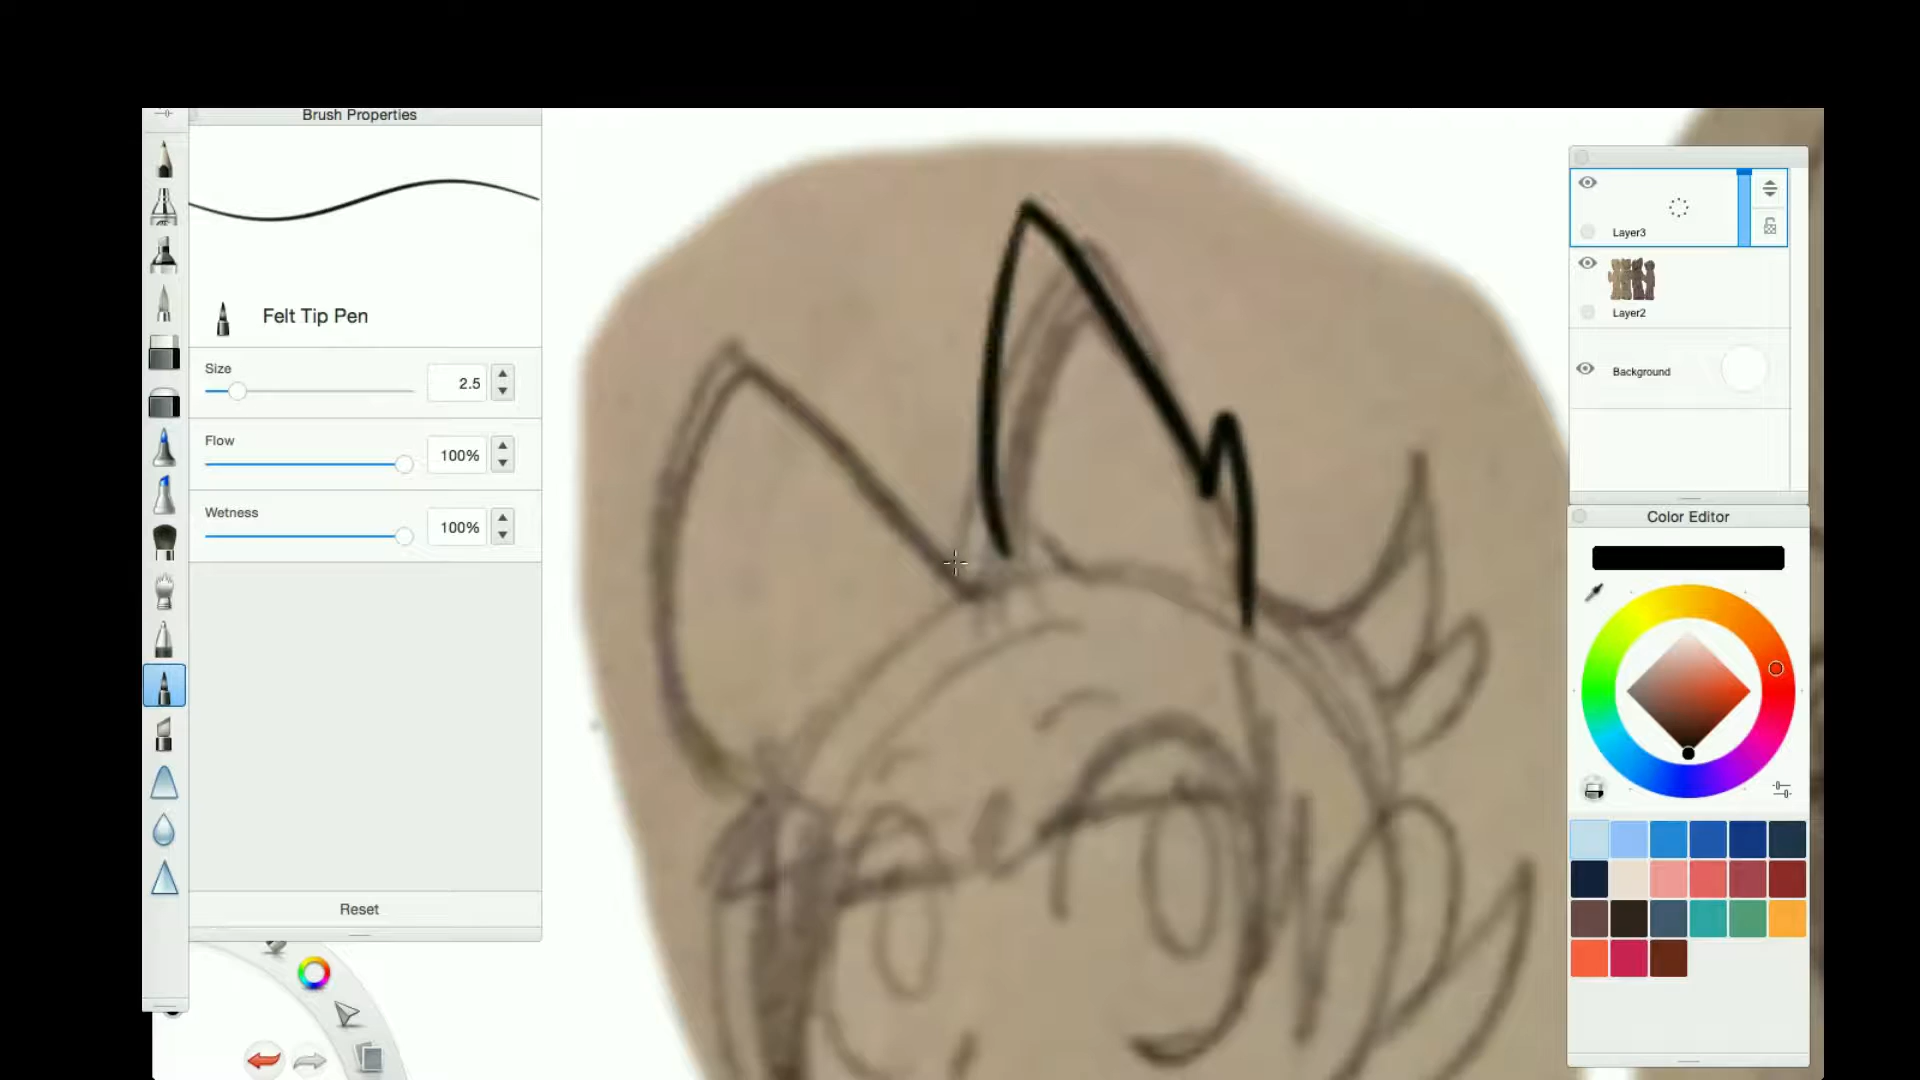 Brush Properties
Felt Tip Pen
Size
2.5
Flow
100%
Wetness
100%
Reset
Layer3
Layer2
Background
Color Editor